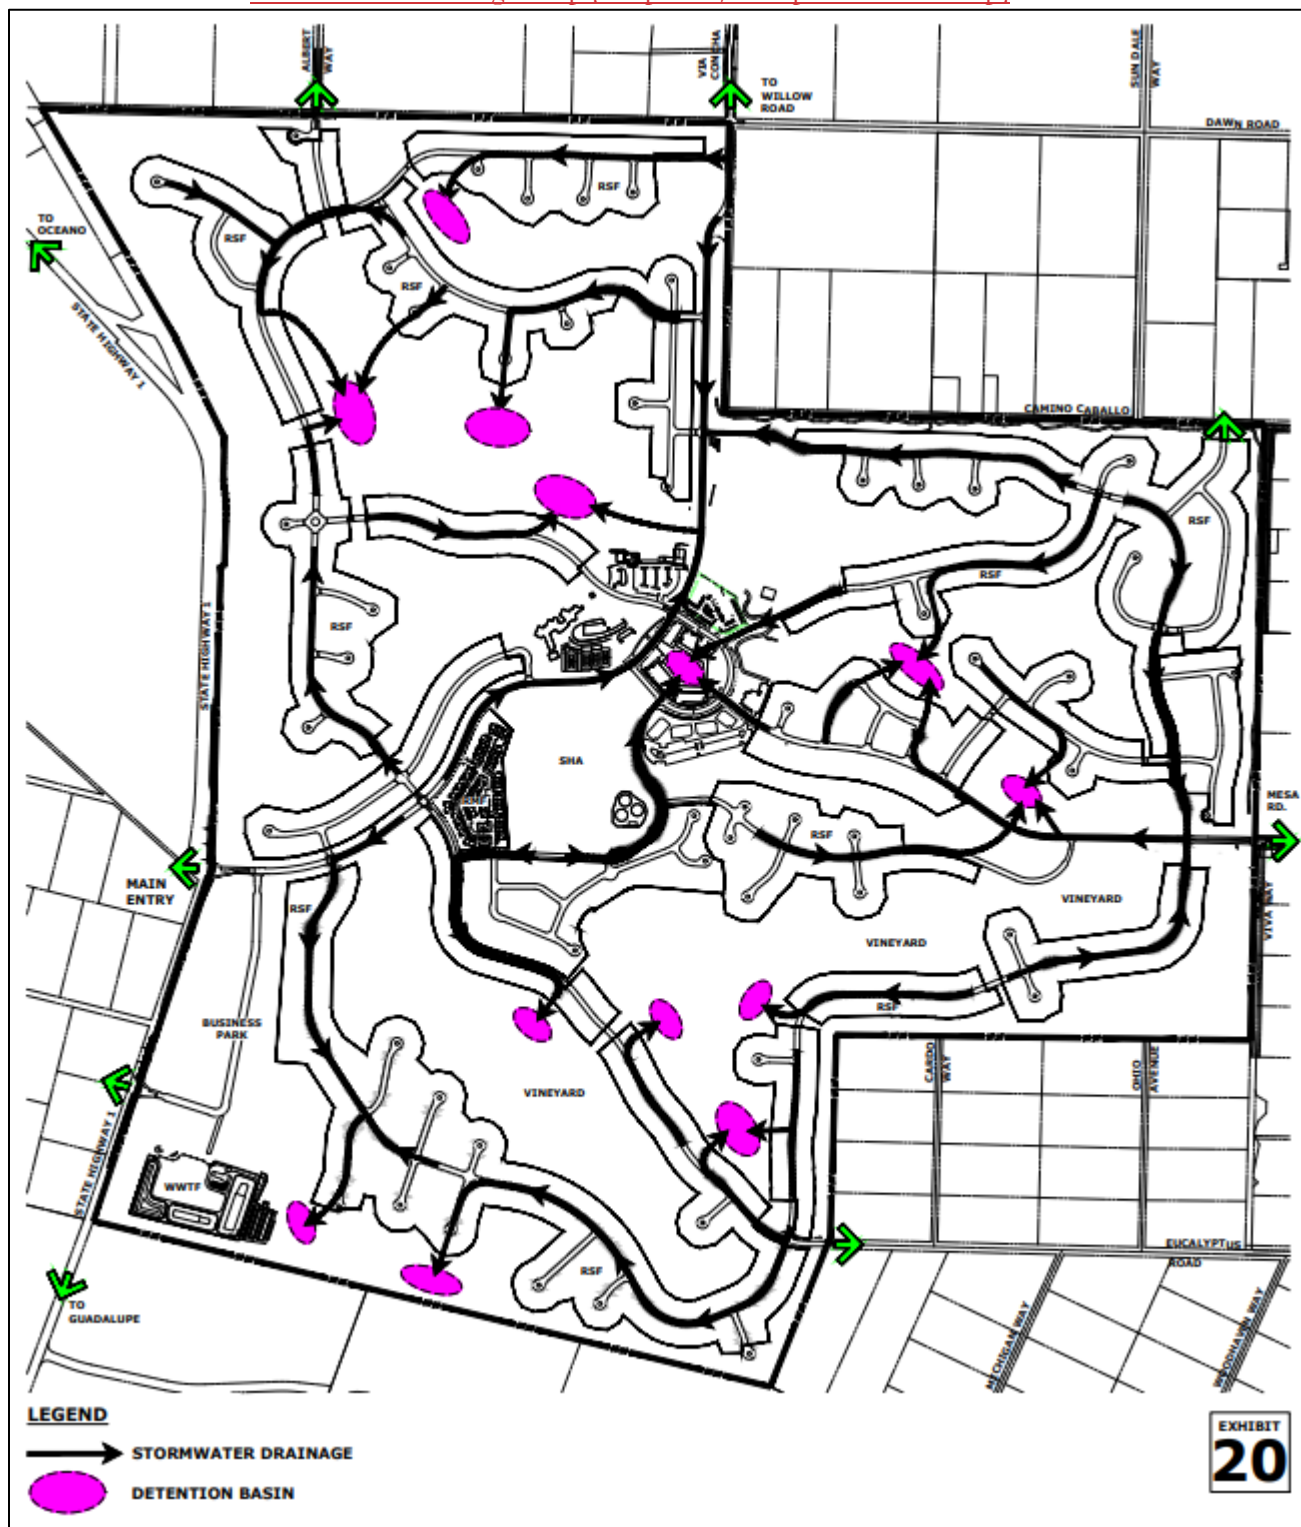 ALBERT
WAY
VIA
CONCHA
SUN DALE
WAY
TO
WILLOW
ROAD
DAWN ROAD
RSF
TO
OCEANO
RSF
RSF
STATE HIGHWAY 1
CAMINO CABALLO
RSF
RSF
RSF
STATE HIGHWAY 1
SHA
MESA
RD.
RSF
MAIN
ENTRY
RSF
VINEYARD
VIVA WAY
VINEYARD
RSF
BUSINESS
PARK
CARDO
WAY
OHIO
AVENUE
VINEYARD
STATE HIGHWAY 1
WWTF
EUCALYPTUS
ROAD
RSF
TO
GUADALUPE
MICHIGAN WAY
WOODHAVEN WAY
LEGEND
STORMWATER DRAINAGE
DETENTION BASIN
EXHIBIT
20